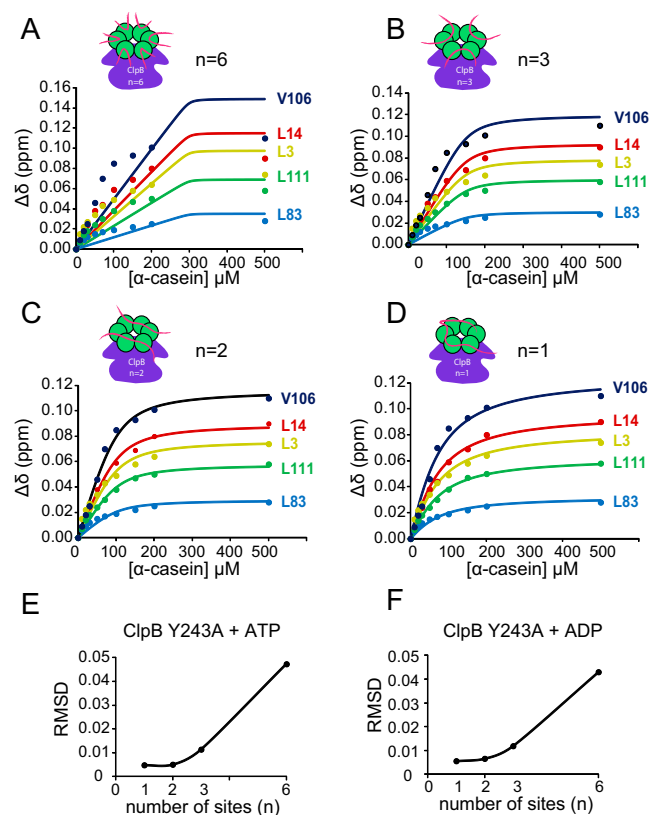 A
ClpB
n=6
n=6
Δδ (ppm)
0.16
0.14
0.12
0.10
0.08
0.06
0.04
0.02
0.00
0 100 200 300 400 500
[α-casein] µM
V106
L14
L3
L111
L83
B
ClpB
n=3
n=3
Δδ (ppm)
0.12
0.10
0.08
0.06
0.04
0.02
0.00
0 100 200 300 400 500
[α-casein] µM
V106
L14
L3
L111
L83
C
ClpB
n=2
n=2
Δδ (ppm)
0.12
0.10
0.08
0.06
0.04
0.02
0.00
0 100 200 300 400 500
[α-casein] µM
V106
L14
L3
L111
L83
D
ClpB
n=1
n=1
Δδ (ppm)
0.12
0.10
0.08
0.06
0.04
0.02
0.00
0 100 200 300 400 500
[α-casein] µM
V106
L14
L3
L111
L83
E
ClpB Y243A + ATP
RMSD
0.05
0.04
0.03
0.02
0.01
0
0 1 2 3 6
number of sites (n)
F
ClpB Y243A + ADP
RMSD
0.05
0.04
0.03
0.02
0.01
0
0 1 2 3 6
number of sites (n)